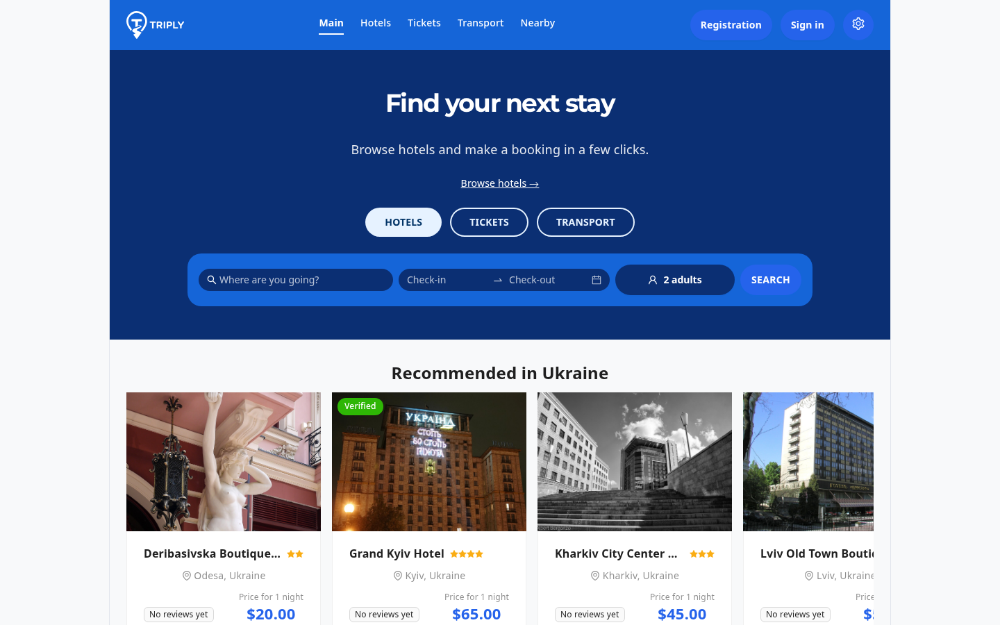 TRIPLY
Main
Hotels
Tickets
Transport
Nearby
Registration
Sign in
Find your next stay
Browse hotels and make a booking in a few clicks.
Browse hotels →
HOTELS
TICKETS
TRANSPORT
Where are you going?
Check-in
Check-out
2 adults
SEARCH
Recommended in Ukraine
Verified
УКРАЇНА
СТОЇТЬ
БО СТОЇТЬ
ПІХОТА
Albert Bergonzo
Deribasivska Boutique...
Grand Kyiv Hotel
Kharkiv City Center ...
Lviv Old Town Boutiq
Odesa, Ukraine
Kyiv, Ukraine
Kharkiv, Ukraine
Lviv, Ukraine
Price for 1 night
Price for 1 night
Price for 1 night
Price
No reviews yet
$20.00
No reviews yet
$65.00
No reviews yet
$45.00
No reviews yet